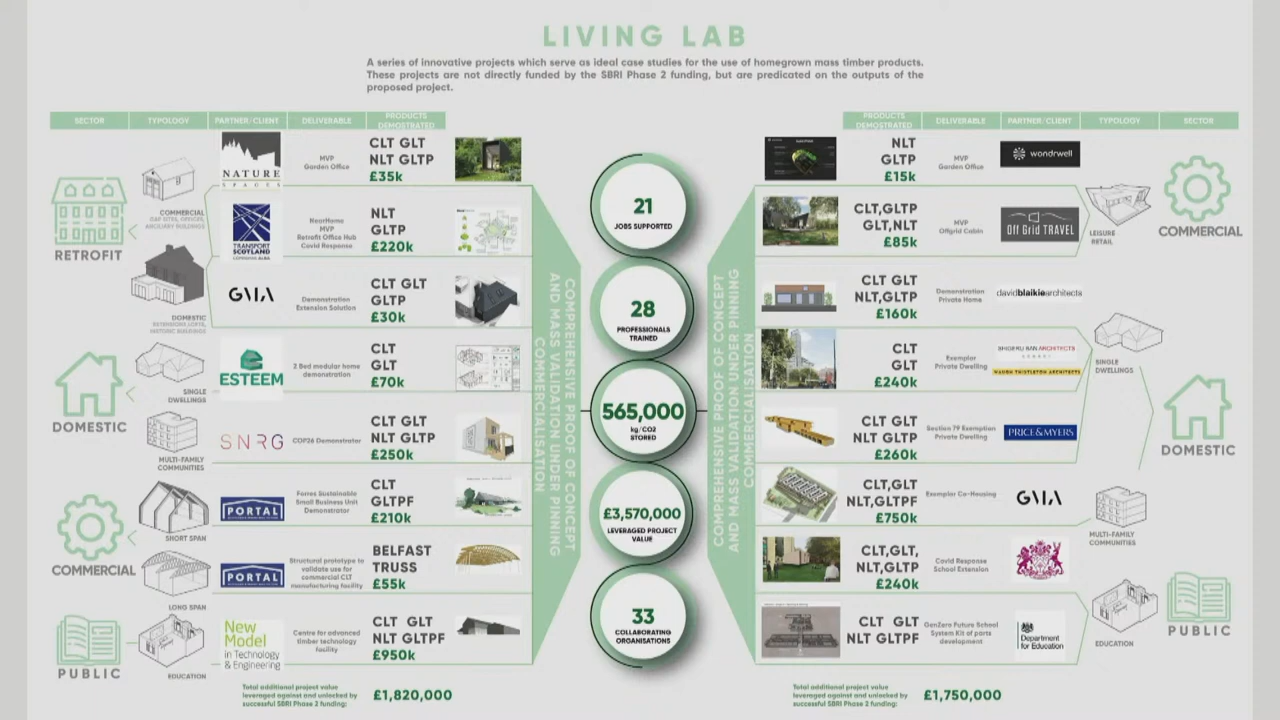 LIVING LAB
A series of innovative projects which serve as ideal case studies for the use of homegrown mass timber products.
These projects are not directly funded by the SBRI Phase 2 funding, but are predicated on the outputs of the
proposed project.
SECTOR
TYPOLOGY
PARTNER/CLIENT
DELIVERABLE
PRODUCTS
DEMOSTRATED
RETROFIT
COMMERCIAL
ANCILIARY BUILDINGS
DOMESTIC
EXTENSIONS LOFTS,
HISTORIC BUILDINGS
NATURE
SPACES
MVP
Garden Office
CLT GLT
NLT GLTP
£35k
TRANSPORT
SCOTLAND
NearHome
MVP
Retrofit Office Hub
Covid Response
NLT
GLTP
£220k
Demonstration
Extension Solution
CLT GLT
GLTP
£30k
DOMESTIC
SINGLE
DWELLINGS
MULTI-FAMILY
COMMUNITIES
ESTEEM
2 Bed modular home
demonstration
CLT
GLT
£70k
SNRG
COP26 Demonstrator
CLT GLT
NLT GLTP
£250k
COMMERCIAL
SHORT SPAN
LONG SPAN
PORTAL
Forres Sustainable
Small Business Unit
Demonstrator
CLT
GLTPF
£210k
PORTAL
Structural prototype to
validate use for
commercial CLT
manufacturing facility
BELFAST
TRUSS
£55k
PUBLIC
EDUCATION
New
Model
in Technology
& Engineering
Centre for advanced
timber technology
facility
CLT GLT
NLT GLTPF
£950k
Total additional project value
leveraged against and unlocked by
successful SBRI Phase 2 funding:
£1,820,000
COMPREHENSIVE PROOF OF CONCEPT
AND MASS VALIDATION UNDER PINNING
COMMERCIALISATION
21
JOBS SUPPORTED
28
PROFESSIONALS
TRAINED
565,000
kg/CO2
STORED
£3,570,000
LEVERAGED PROJECT
VALUE
33
COLLABORATING
ORGANISATIONS
COMPREHENSIVE PROOF OF CONCEPT
AND MASS VALIDATION UNDER PINNING
COMMERCIALISATION
PRODUCTS
DEMOSTRATED
DELIVERABLE
PARTNER/CLIENT
TYPOLOGY
SECTOR
NLT
GLTP
£15k
MVP
Garden Office
wondrwell
CLT,GLTP
GLT,NLT
£85k
MVP
Offgrid Cabin
Off Grid TRAVEL
LEISURE
RETAIL
COMMERCIAL
CLT GLT
NLT,GLTP
£160k
Demonstration
Private Home
davidblaikiearchitects
CLT
GLT
£240k
Exemplar
Private Dwelling
SHIGERU BAN ARCHITECTS
WAUGH THISTLETON ARCHITECTS
SINGLE
DWELLINGS
CLT GLT
NLT GLTP
£260k
Section 79 Exemption
Private Dwelling
PRICE&MYERS
DOMESTIC
CLT,GLT
NLT,GLTPF
£750k
Exemplar Co-Housing
MULTI-FAMILY
COMMUNITIES
CLT,GLT,
NLT,GLTP
£240k
Covid Response
School Extension
CLT GLT
NLT GLTPF
GenZero Future School
System Kit of parts
development
Department
for Education
EDUCATION
PUBLIC
Total additional project value
leveraged against and unlocked by
successful SBRI Phase 2 funding:
£1,750,000